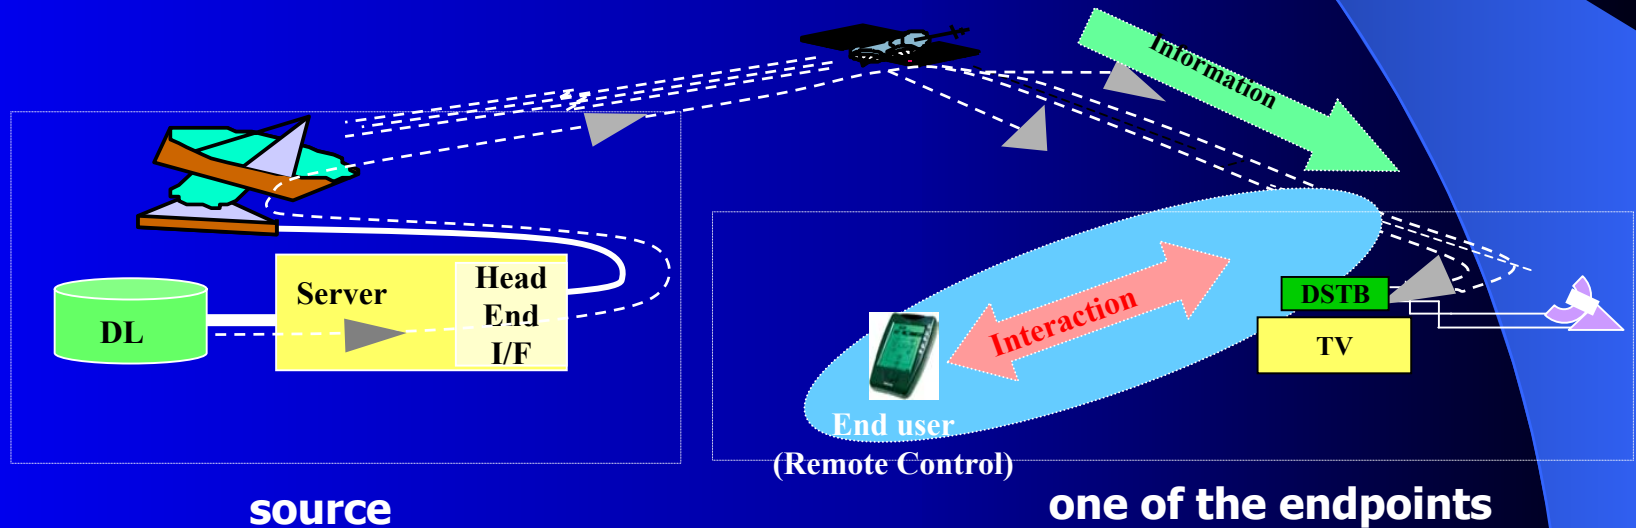 Information
Server
Head
End
I/F
DL
Interaction
DSTB
TV
End user
(Remote Control)
source
one of the endpoints